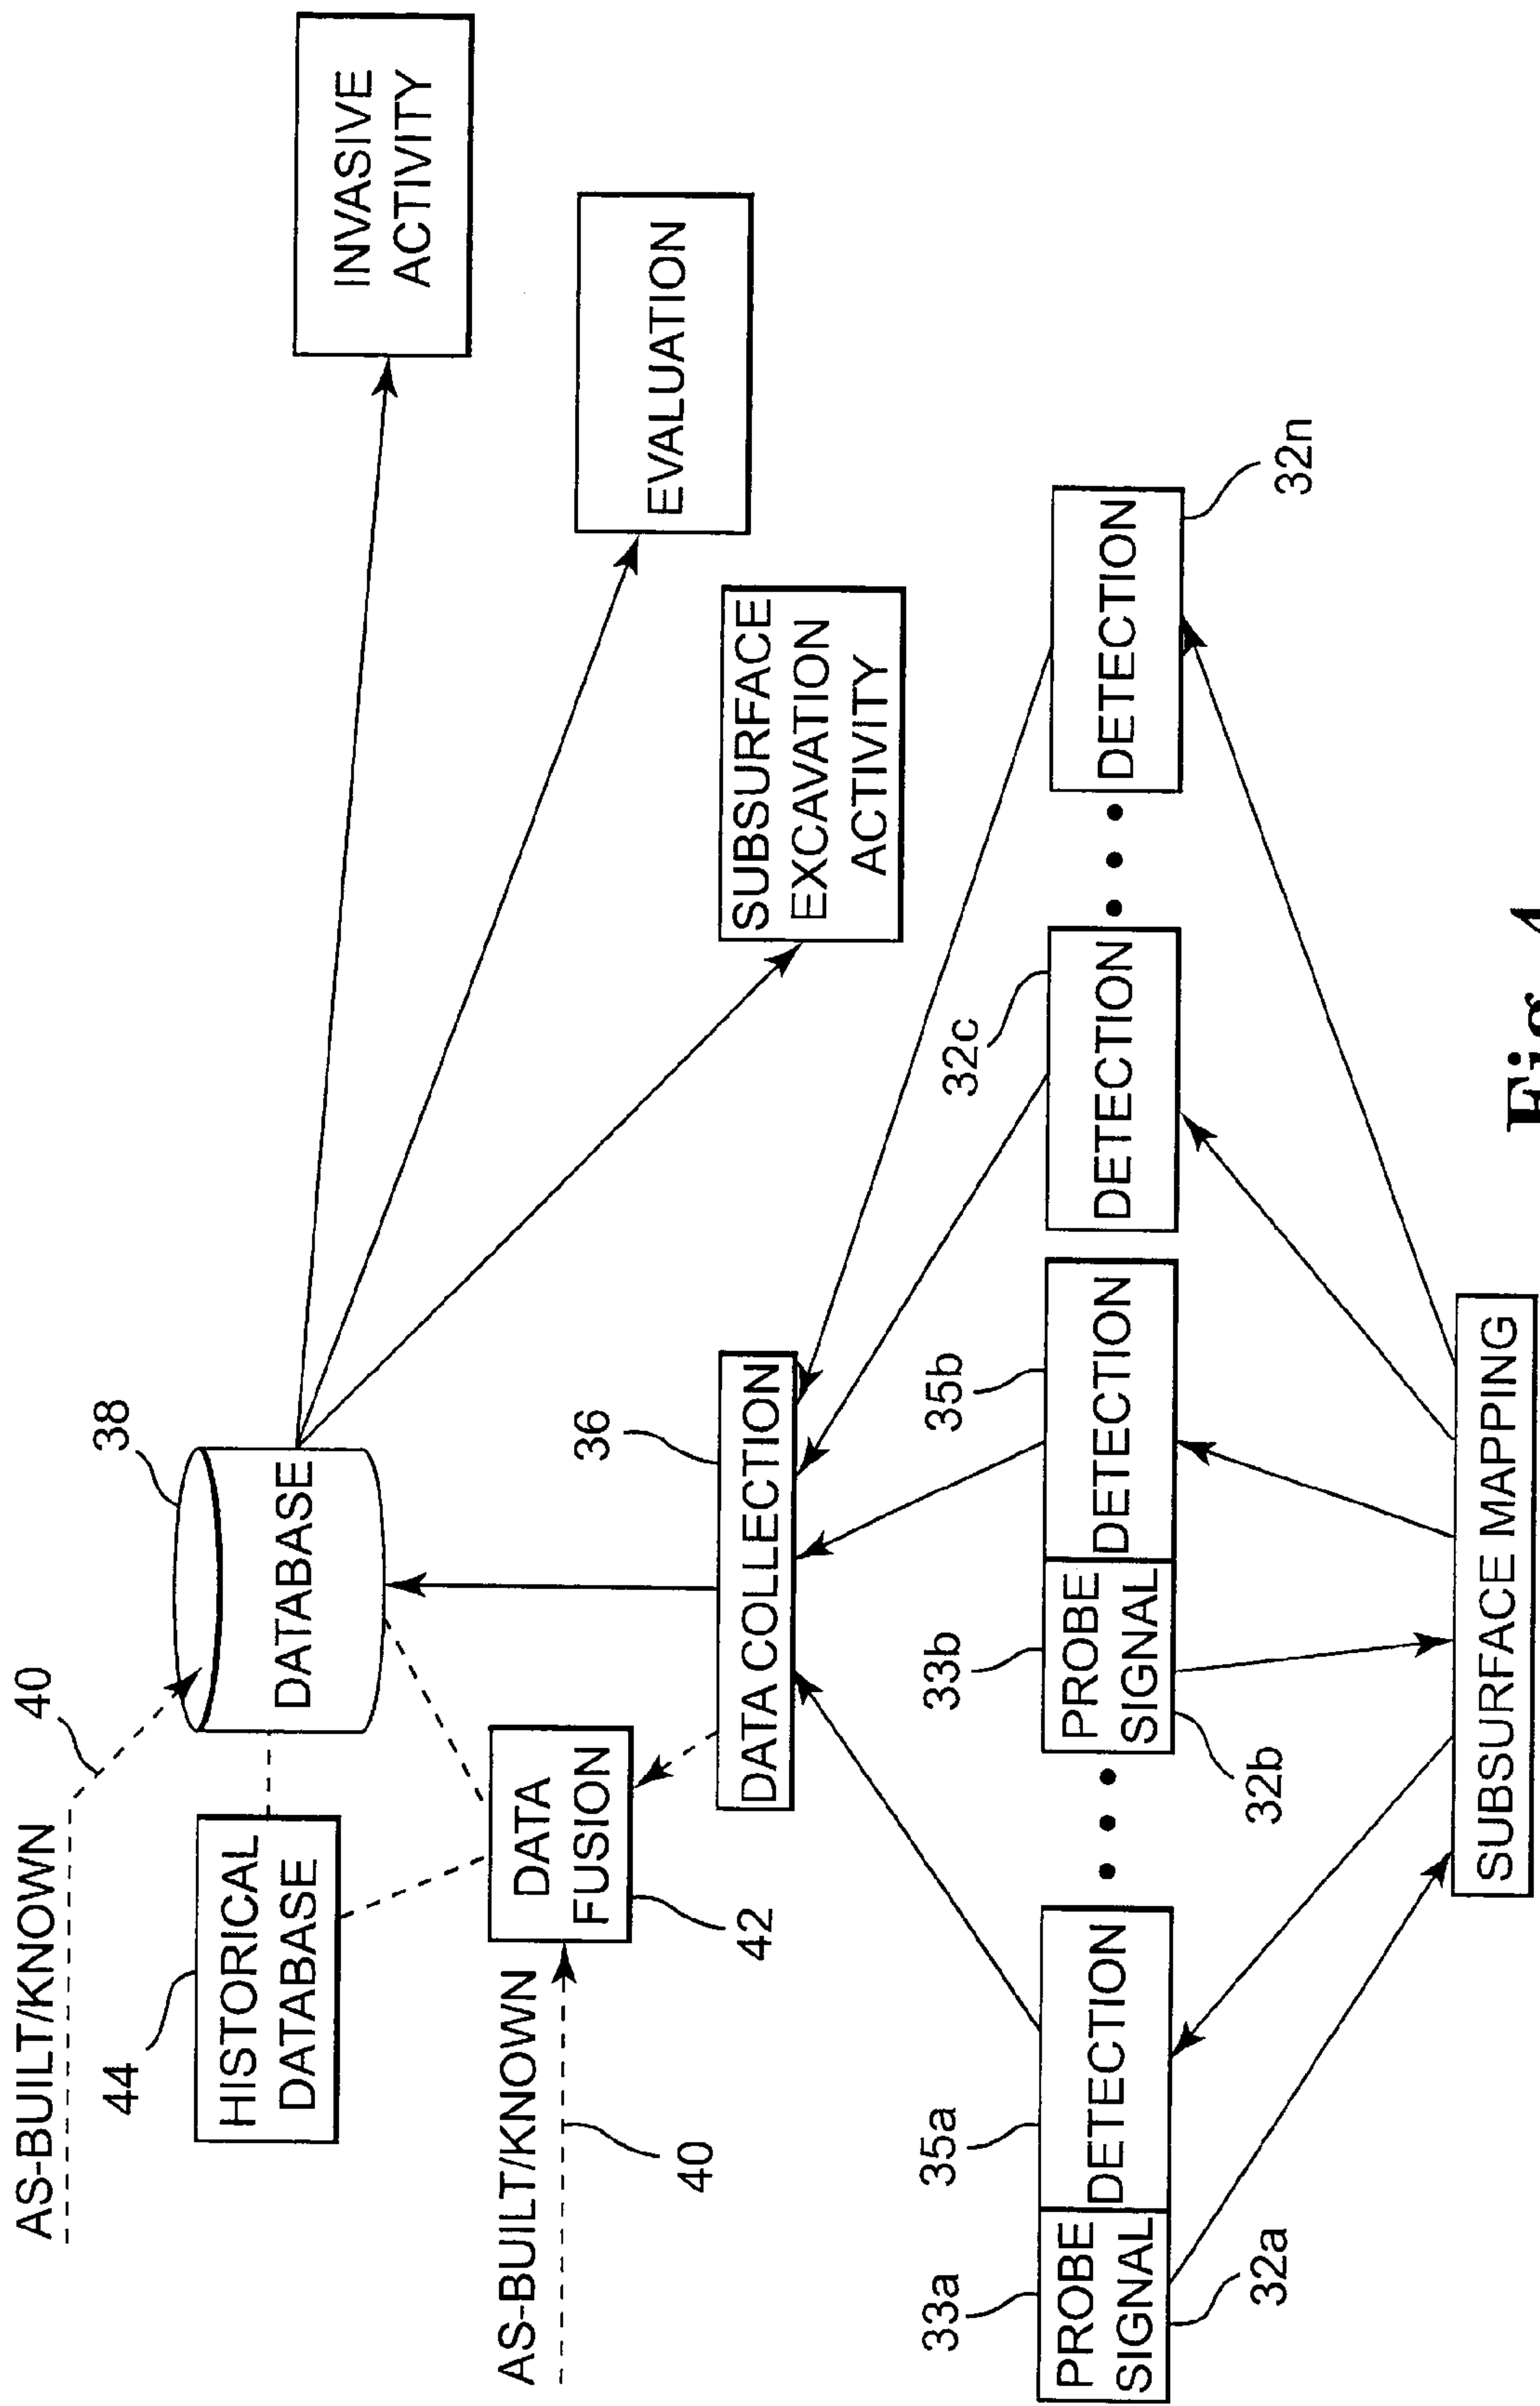 AS-BUILT/KNOWN
40
38
44
HISTORICAL
DATABASE
DATABASE
INVASIVE
ACTIVITY
AS-BUILT/KNOWN
40
DATA
FUSION
42
36
DATA COLLECTION
EVALUATION
SUBSURFACE
EXCAVATION
ACTIVITY
33a
35a
33b
35b
32c
PROBE
SIGNAL
DETECTION
PROBE
SIGNAL
DETECTION
DETECTION
DETECTION
32a
32b
32n
SUBSURFACE MAPPING